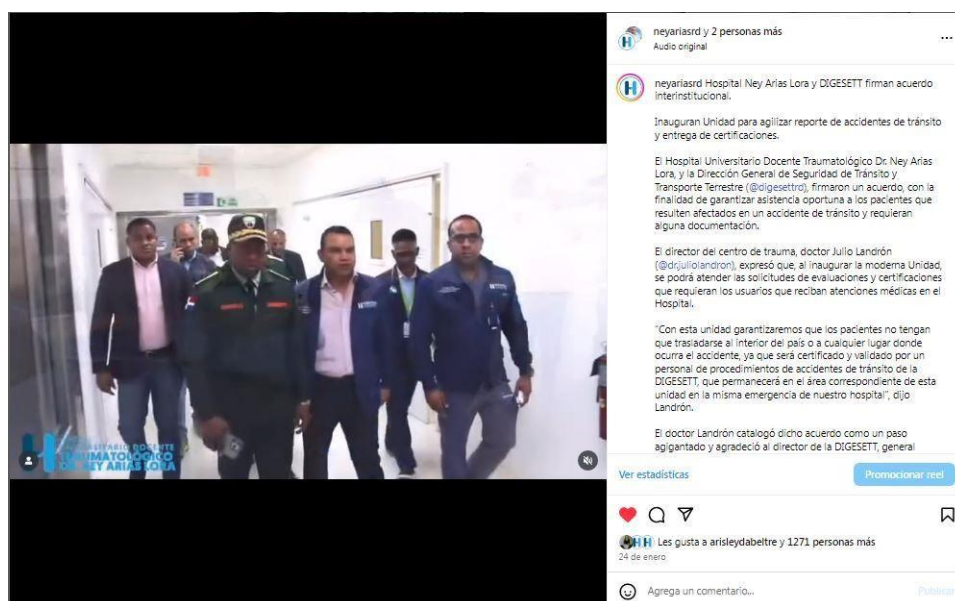 neyariasrd y 2 personas más
Audio original
neyariasrd Hospital Ney Arias Lora y DIGESETT firman acuerdo
interinstitucional.
Inauguran Unidad para agilizar reporte de accidentes de tránsito
y entrega de certificaciones.
El Hospital Universitario Docente Traumatológico Dr. Ney Arias
Lora, y la Dirección General de Seguridad de Tránsito y
Transporte Terrestre (@digesettrd), firmaron un acuerdo, con la
finalidad de garantizar asistencia oportuna a los pacientes que
resulten afectados en un accidente de tránsito y requieran
alguna documentación.
El director del centro de trauma, doctor Julio Landrón
(@dr.juliolandron), expresó que, al inaugurar la moderna Unidad,
se podrá atender las solicitudes de evaluaciones y certificaciones
que requieran los usuarios que reciban atenciones médicas en el
Hospital.
"Con esta unidad garantizaremos que los pacientes no tengan
que trasladarse al interior del país o a cualquier lugar donde
ocurra el accidente, ya que será certificado y validado por un
personal de procedimientos de accidentes de tránsito de la
DIGESETT, que permanecerá en el área correspondiente de esta
unidad en la misma emergencia de nuestro hospital", dijo
Landrón.
El doctor Landrón catalogó dicho acuerdo como un paso
agigantado y agradeció al director de la DIGESETT, general
DOCENTE
TRAUMATOLÓGICO
DR. NEY ARIAS LORA
Ver estadísticas
Promocionar reel
Les gusta a arisleydabeltre y 1271 personas más
24 de enero
Agrega un comentario...
Publicar